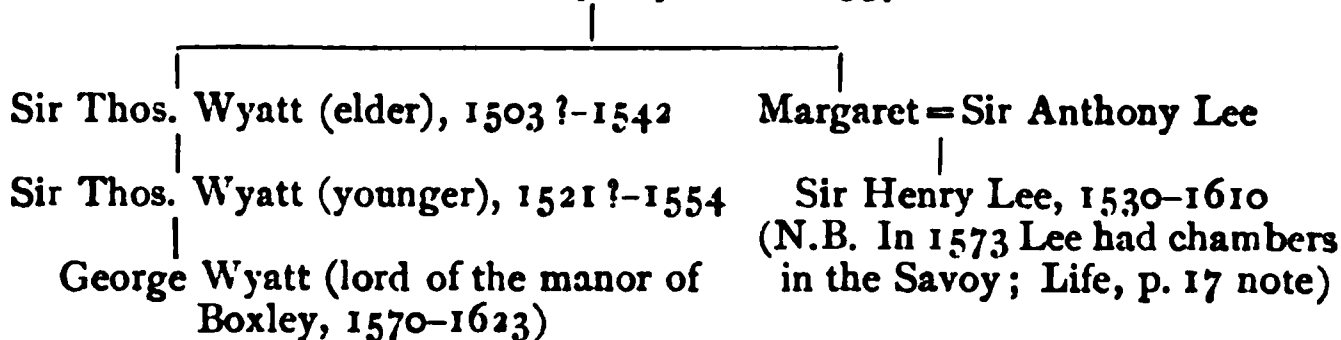 Sir Thos. Wyatt (elder), 1503 ?-1542
Margaret = Sir Anthony Lee
Sir Thos. Wyatt (younger), 1521 ?-1554
Sir Henry Lee, 1530-1610
(N.B. In 1573 Lee had chambers
in the Savoy ; Life, p. 17 note)
George Wyatt (lord of the manor of
Boxley, 1570-1623)